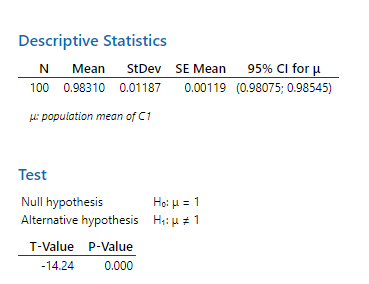 Descriptive Statistics
N Mean StDev SE Mean 95% CI for μ
100 0.98310 0.01187 0.00119 (0.98075; 0.98545)
μ: population mean of C1
Test
Null hypothesis H₀: μ = 1
Alternative hypothesis H₁: μ ≠ 1
T-Value P-Value
-14.24 0.000